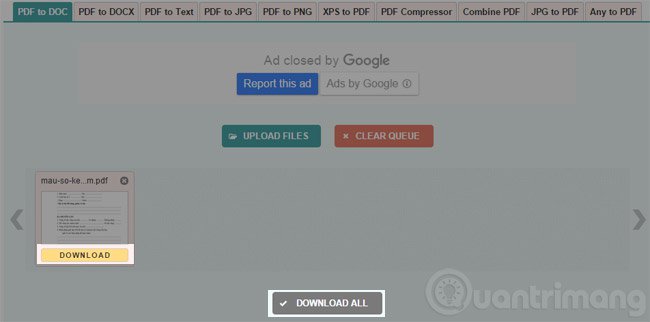 PDF to DOC PDF to DOCX PDF to Text PDF to JPG PDF to PNG XPS to PDF PDF Compressor Combine PDF JPG to PDF Any to PDF
Ad closed by Google
Report this ad Ads by Google
UPLOAD FILES CLEAR QUEUE
mau-so-ke...m.pdf
DOWNLOAD
DOWNLOAD ALL
Quantrimang